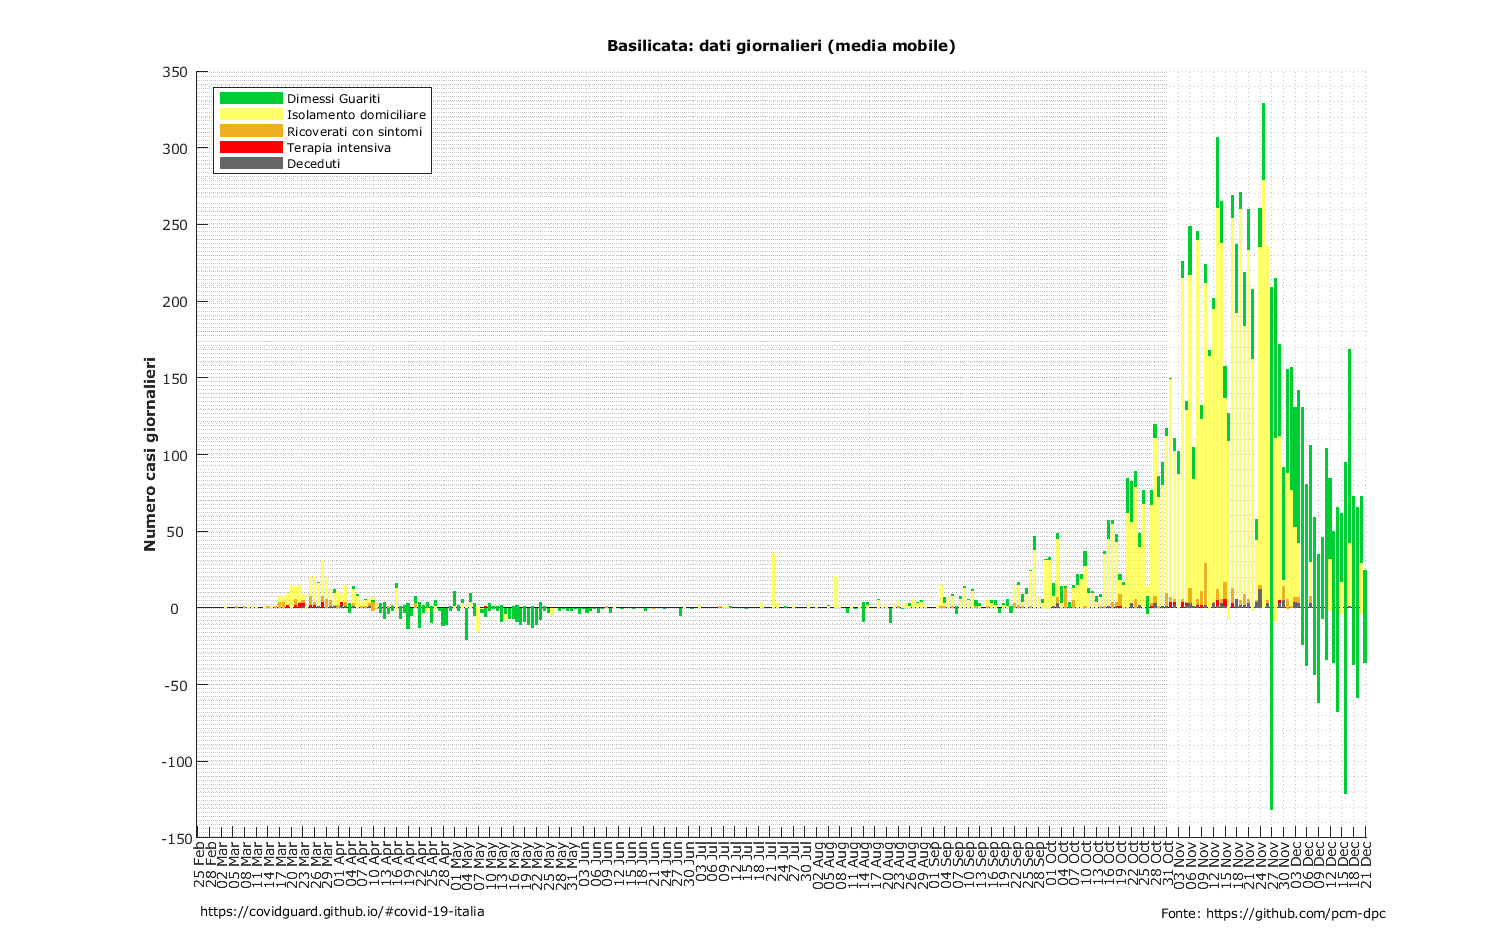 Basilicata: dati giornalieri (media mobile)
350
300
250
200
150
100
50
0
-50
-100
-150
Numero casi giornalieri
Dimessi Guariti
Isolamento domiciliare
Ricoverati con sintomi
Terapia intensiva
Deceduti
25 Feb
28 Feb
02 Mar
05 Mar
08 Mar
11 Mar
14 Mar
17 Mar
20 Mar
23 Mar
26 Mar
29 Mar
01 Apr
04 Apr
07 Apr
10 Apr
13 Apr
16 Apr
19 Apr
22 Apr
25 Apr
28 Apr
01 May
04 May
07 May
10 May
13 May
16 May
19 May
22 May
25 May
28 May
31 May
03 Jun
06 Jun
09 Jun
12 Jun
15 Jun
18 Jun
21 Jun
24 Jun
27 Jun
30 Jun
03 Jul
06 Jul
09 Jul
12 Jul
15 Jul
18 Jul
21 Jul
24 Jul
27 Jul
30 Jul
02 Aug
05 Aug
08 Aug
11 Aug
14 Aug
17 Aug
20 Aug
23 Aug
26 Aug
29 Aug
01 Sep
04 Sep
07 Sep
10 Sep
13 Sep
16 Sep
19 Sep
22 Sep
25 Sep
28 Sep
01 Oct
04 Oct
07 Oct
10 Oct
13 Oct
16 Oct
19 Oct
22 Oct
25 Oct
28 Oct
31 Oct
03 Nov
06 Nov
09 Nov
12 Nov
15 Nov
18 Nov
21 Nov
24 Nov
27 Nov
30 Nov
03 Dec
06 Dec
09 Dec
12 Dec
15 Dec
18 Dec
21 Dec
https://covidguard.github.io/#covid-19-italia
Fonte: https://github.com/pcm-dpc